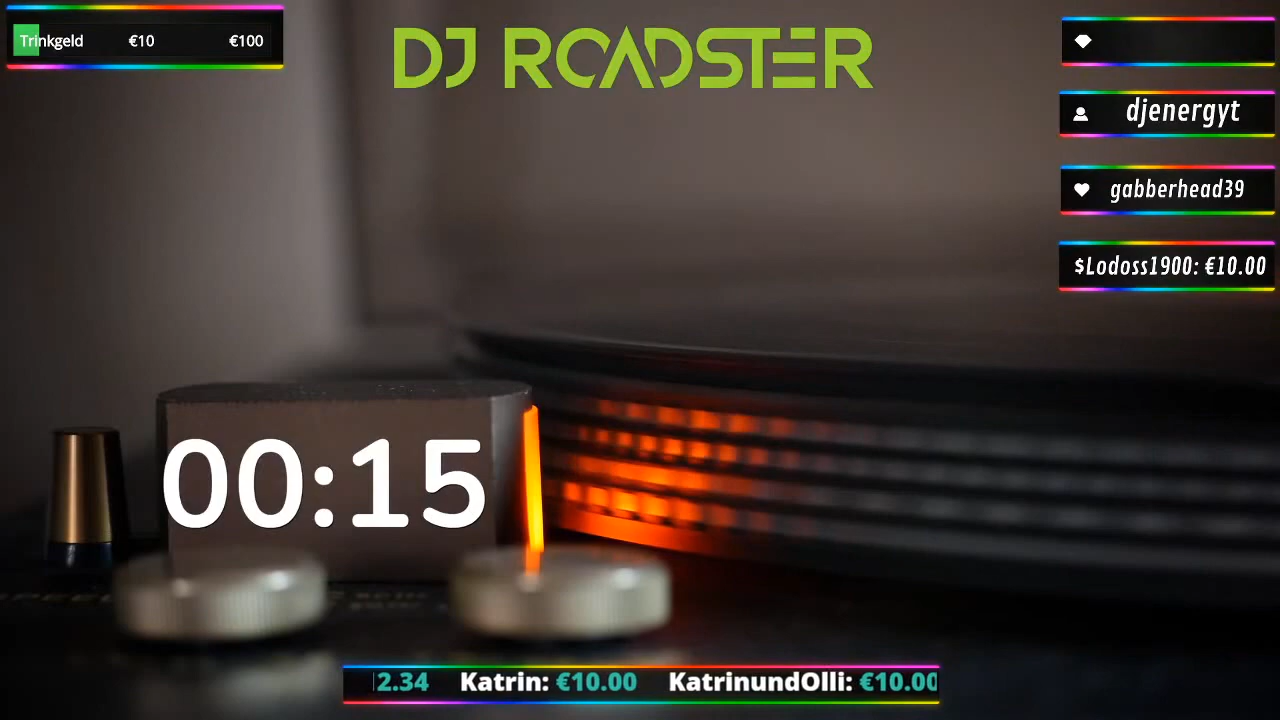 Trinkgeld €10 €100
DJ ROADSTER
djenergyt
gabberhead39
$Lodoss1900: €10.00
00:15
2.34 Katrin: €10.00 KatrinundOlli: €10.00